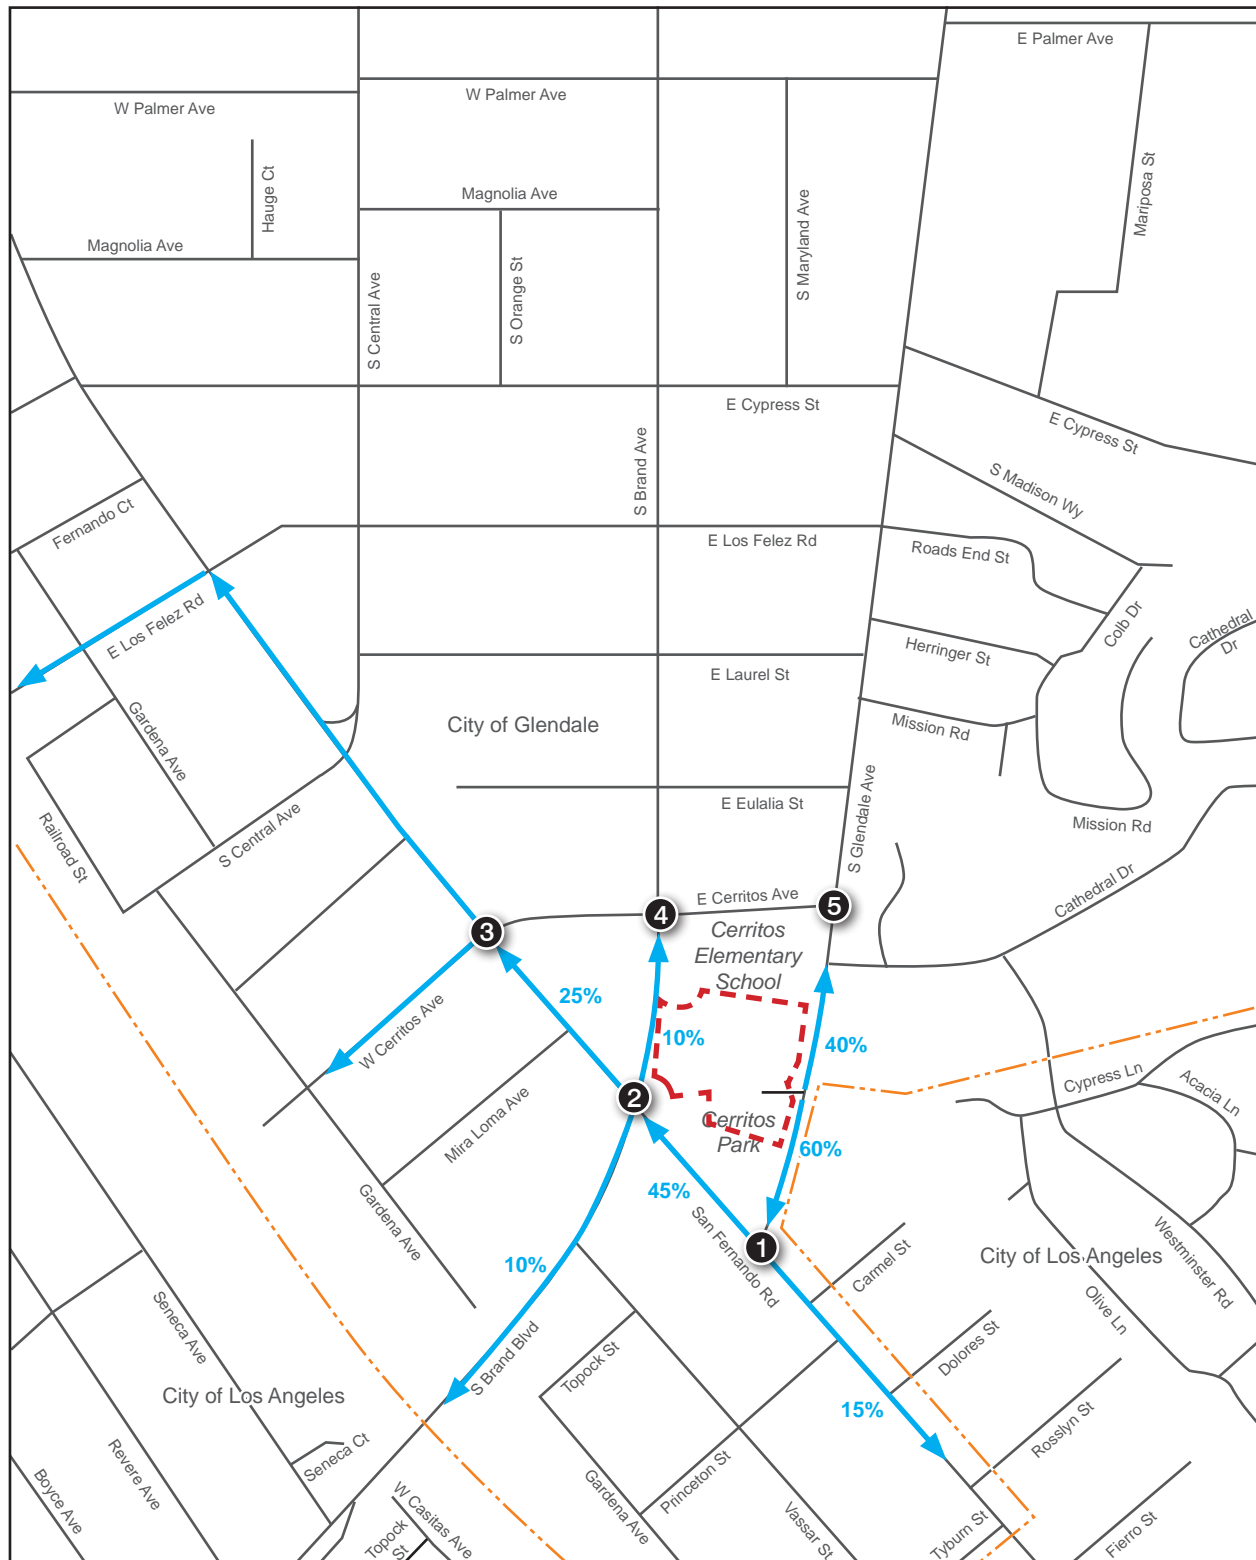 E Palmer Ave
W Palmer Ave
W Palmer Ave
Hauge Ct
Magnolia Ave
Mariposa St
S Maryland Ave
Magnolia Ave
S Central Ave
S Orange St
E Cypress St
E Cypress St
S Brand Ave
S Madison Wy
Fernando Ct
E Los Felez Rd
Roads End St
E Los Felez Rd
Colb Dr
Cathedral
Dr
Herringer St
E Laurel St
Gardena Ave
City of Glendale
Mission Rd
E Eulalia St
S Glendale Ave
Mission Rd
Railroad St
S Central Ave
Cathedral Dr
E Cerritos Ave
5
4
3
Cerritos
Elementary
School
25%
10%
40%
W Cerritos Ave
Cypress Ln
Acacia Ln
2
Mira Loma Ave
Cerritos
Park
60%
45%
Gardena Ave
San Fernando Rd
1
Westminster Rd
City of Los Angeles
Carmel St
10%
Olive Ln
Seneca Ave
S Brand Blvd
Dolores St
Topock St
City of Los Angeles
15%
Rosslyn St
Seneca Ct
Revere Ave
Boyce Ave
Princeton St
Gardena Ave
Vassar St
W Casitas Ave
Topock
St
Tyburn St
Fierro St